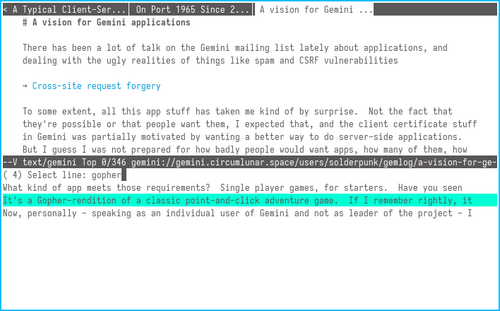 < A Typical Client-Ser...│ On Port 1965 Since 2...│ A vision for Gemini ...
# A vision for Gemini applications
There has been a lot of talk on the Gemini mailing list lately about applications, and
dealing with the ugly realities of things like spam and CSRF vulnerabilities
→ Cross-site request forgery
To some extent, all this app stuff has taken me kind of by surprise.  Not the fact that
they're possible or that people want them, I expected that, and the client certificate stuff
in Gemini was partially motivated by wanting a better way to do server-side applications.
But I guess I was not prepared for how badly people would want apps, how many of them, how
--V text/gemini Top 0/346 gemini://gemini.circumlunar.space/users/solderpunk/gemlog/a-vision-for-ge-
( 4) Select line: gopher
What kind of app meets those requirements?  Single player games, for starters.  Have you seen
It's a Gopher-rendition of a classic point-and-click adventure game.  If I remember rightly, it
Now, personally - speaking as an individual user of Gemini and not as leader of the project - I